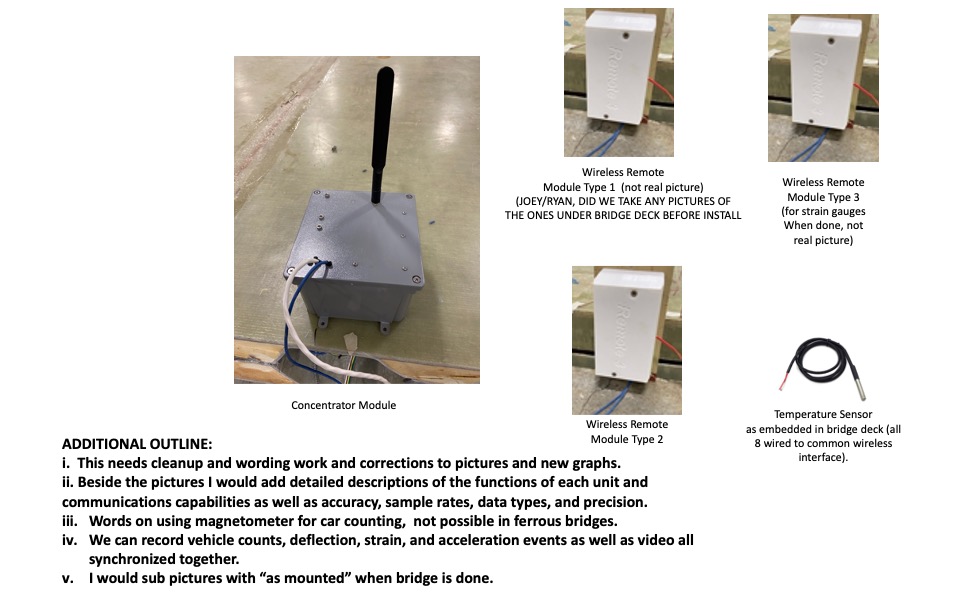 Wireless Remote
Module Type 1 (not real picture)
(JOEY/RYAN, DID WE TAKE ANY PICTURES OF
THE ONES UNDER BRIDGE DECK BEFORE INSTALL
Wireless Remote
Module Type 3
(for strain gauges
When done, not
real picture)
Concentrator Module
Wireless Remote
Module Type 2
Temperature Sensor
as embedded in bridge deck (all
8 wired to common wireless
interface).
ADDITIONAL OUTLINE:
i. This needs cleanup and wording work and corrections to pictures and new graphs.
ii. Beside the pictures I would add detailed descriptions of the functions of each unit and
communications capabilities as well as accuracy, sample rates, data types, and precision.
iii. Words on using magnetometer for car counting, not possible in ferrous bridges.
iv. We can record vehicle counts, deflection, strain, and acceleration events as well as video all
synchronized together.
v. I would sub pictures with “as mounted” when bridge is done.